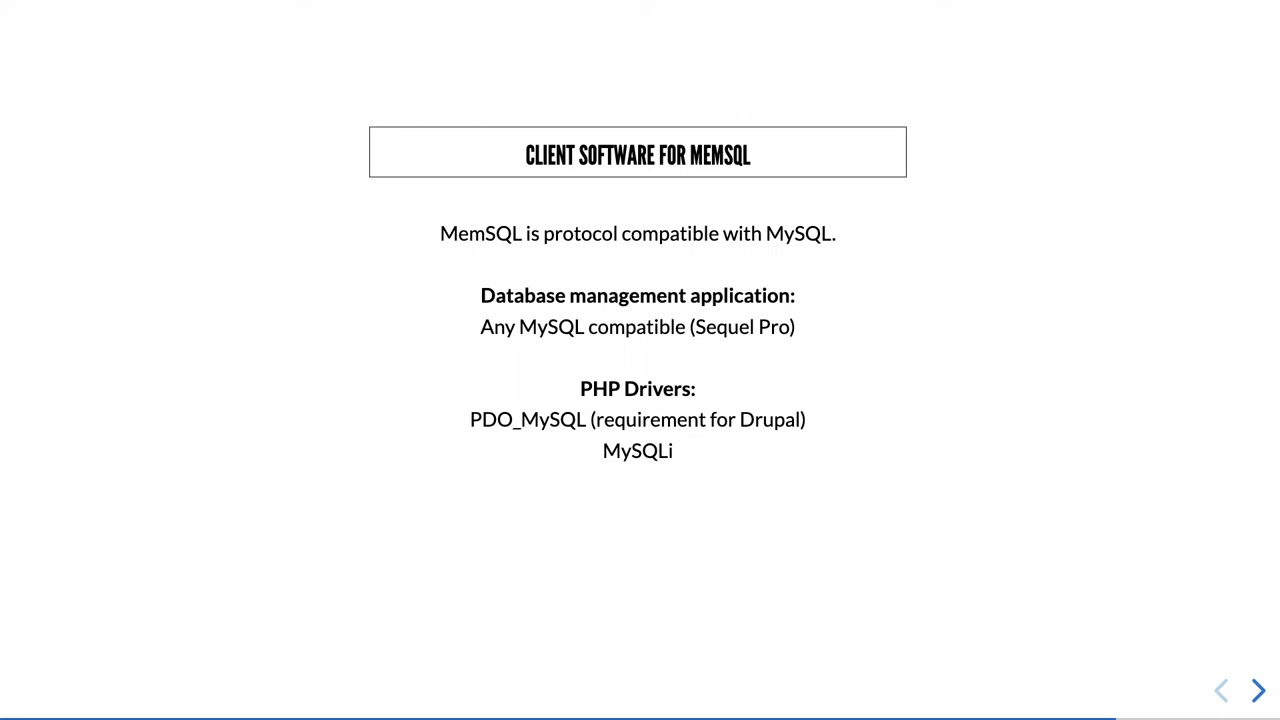 CLIENT SOFTWARE FOR MEMSQL
MemSQL is protocol compatible with MySQL.
Database management application:
Any MySQL compatible (Sequel Pro)
PHP Drivers:
PDO_MySQL (requirement for Drupal)
MySQLi